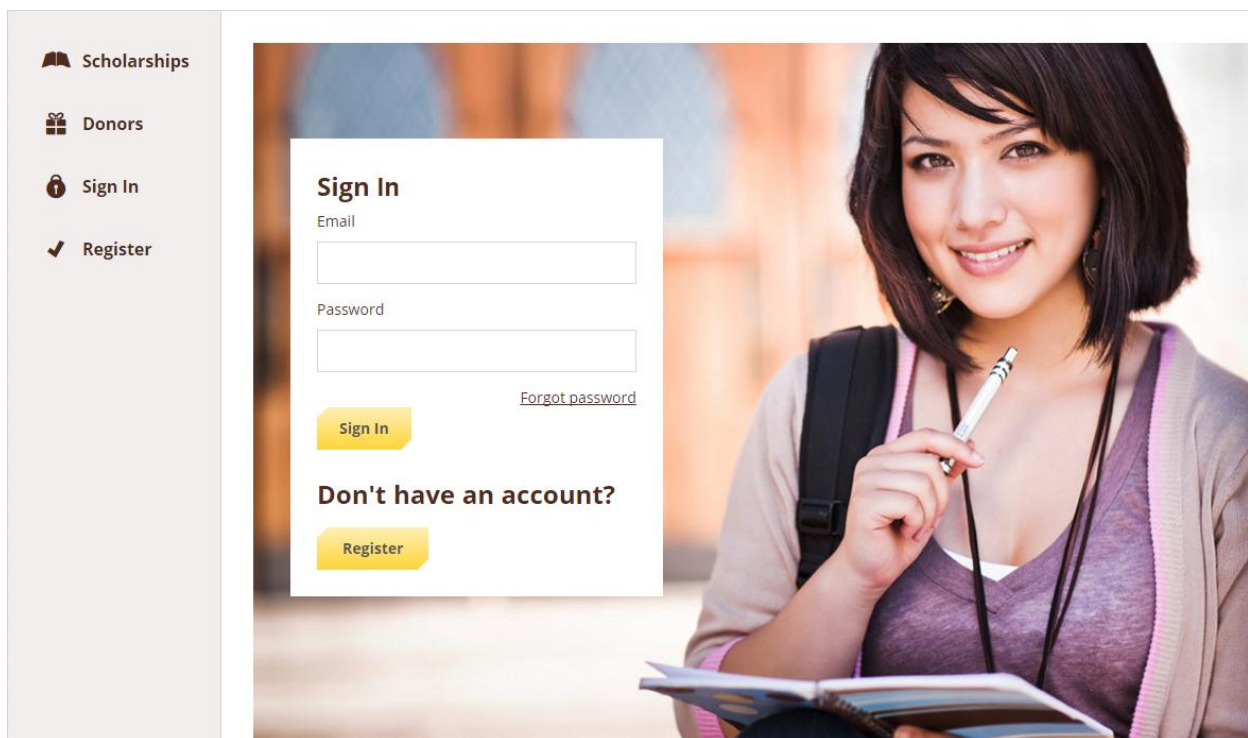 Scholarships
Donors
Sign In
Register
Sign In
Email
Password
Forgot password
Sign In
Don't have an account?
Register